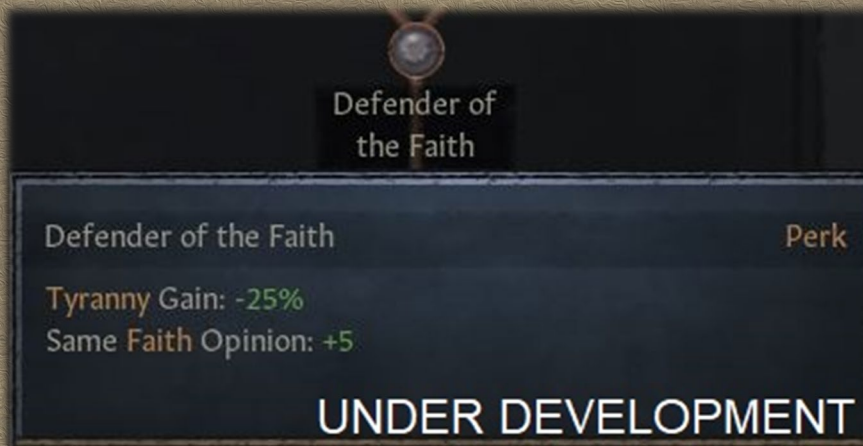 Defender of
the Faith
Defender of the Faith Perk
Tyranny Gain: -25%
Same Faith Opinion: +5
UNDER DEVELOPMENT